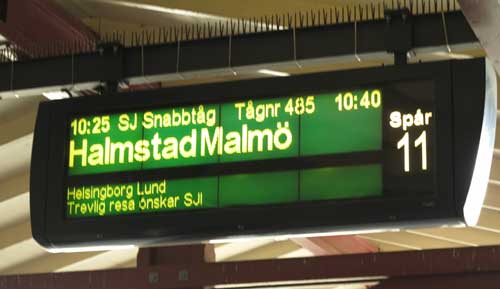 10:25 SJ Snabbtåg Tågnr 485 10:40
Halmstad Malmö
Spår
11
Helsingborg Lund
Trevlig resa önskar SJ!